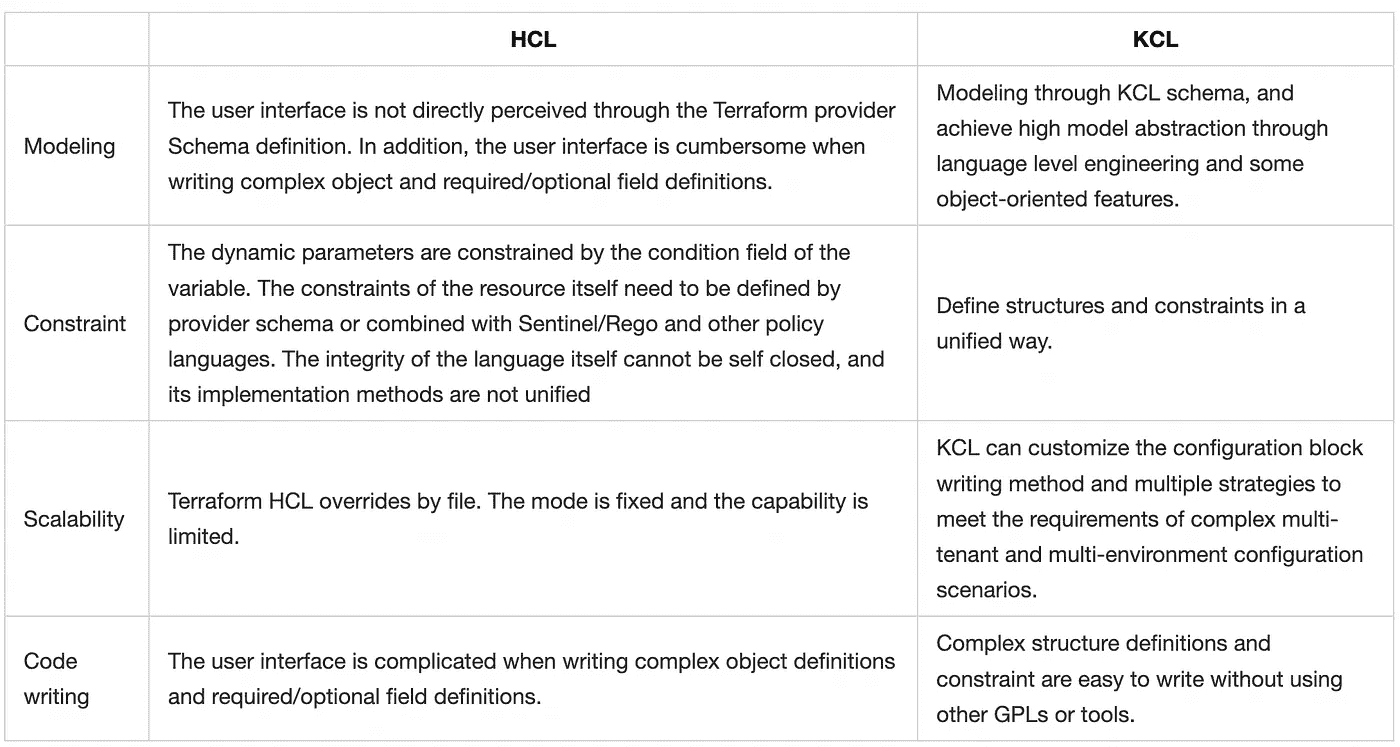 HCL
KCL
Modeling
The user interface is not directly perceived through the Terraform provider
Schema definition. In addition, the user interface is cumbersome when
writing complex object and required/optional field definitions.
Modeling through KCL schema, and
achieve high model abstraction through
language level engineering and some
object-oriented features.
Constraint
The dynamic parameters are constrained by the condition field of the
variable. The constraints of the resource itself need to be defined by
provider schema or combined with Sentinel/Rego and other policy
languages. The integrity of the language itself cannot be self closed, and
its implementation methods are not unified
Define structures and constraints in a
unified way.
Scalability
Terraform HCL overrides by file. The mode is fixed and the capability is
limited.
KCL can customize the configuration block
writing method and multiple strategies to
meet the requirements of complex multi-
tenant and multi-environment configuration
scenarios.
Code
writing
The user interface is complicated when writing complex object definitions
and required/optional field definitions.
Complex structure definitions and
constraint are easy to write without using
other GPLs or tools.